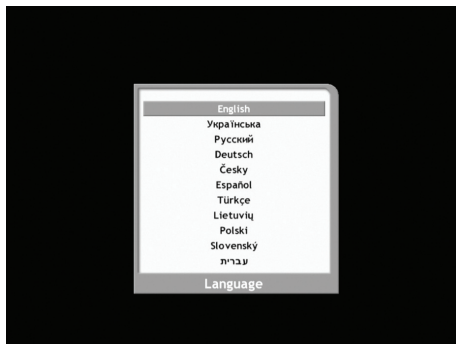 English
Українська
Русский
Deutsch
Česky
Español
Türkçe
Lietuvių
Polski
Slovenský
עברית
Language